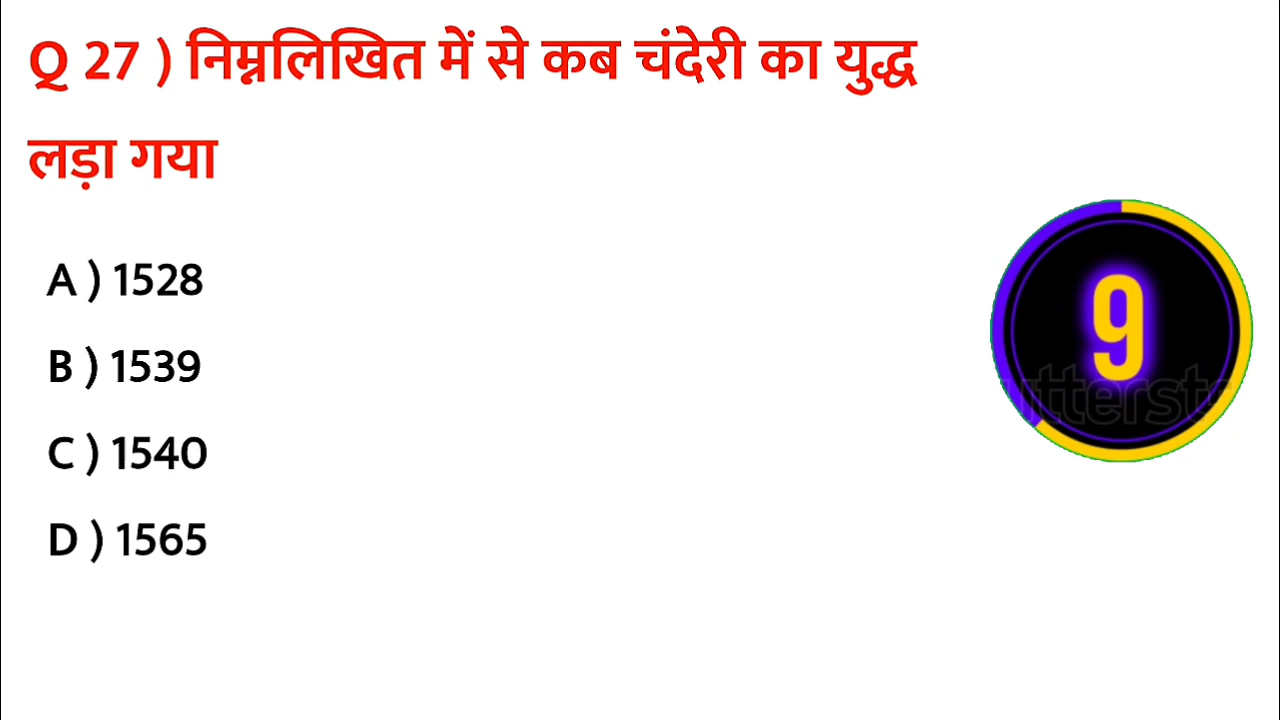 Q 27 ) निम्नलिखित में से कब चंदेरी का युद्ध
लड़ा गया
A ) 1528
B ) 1539
C ) 1540
D ) 1565
9